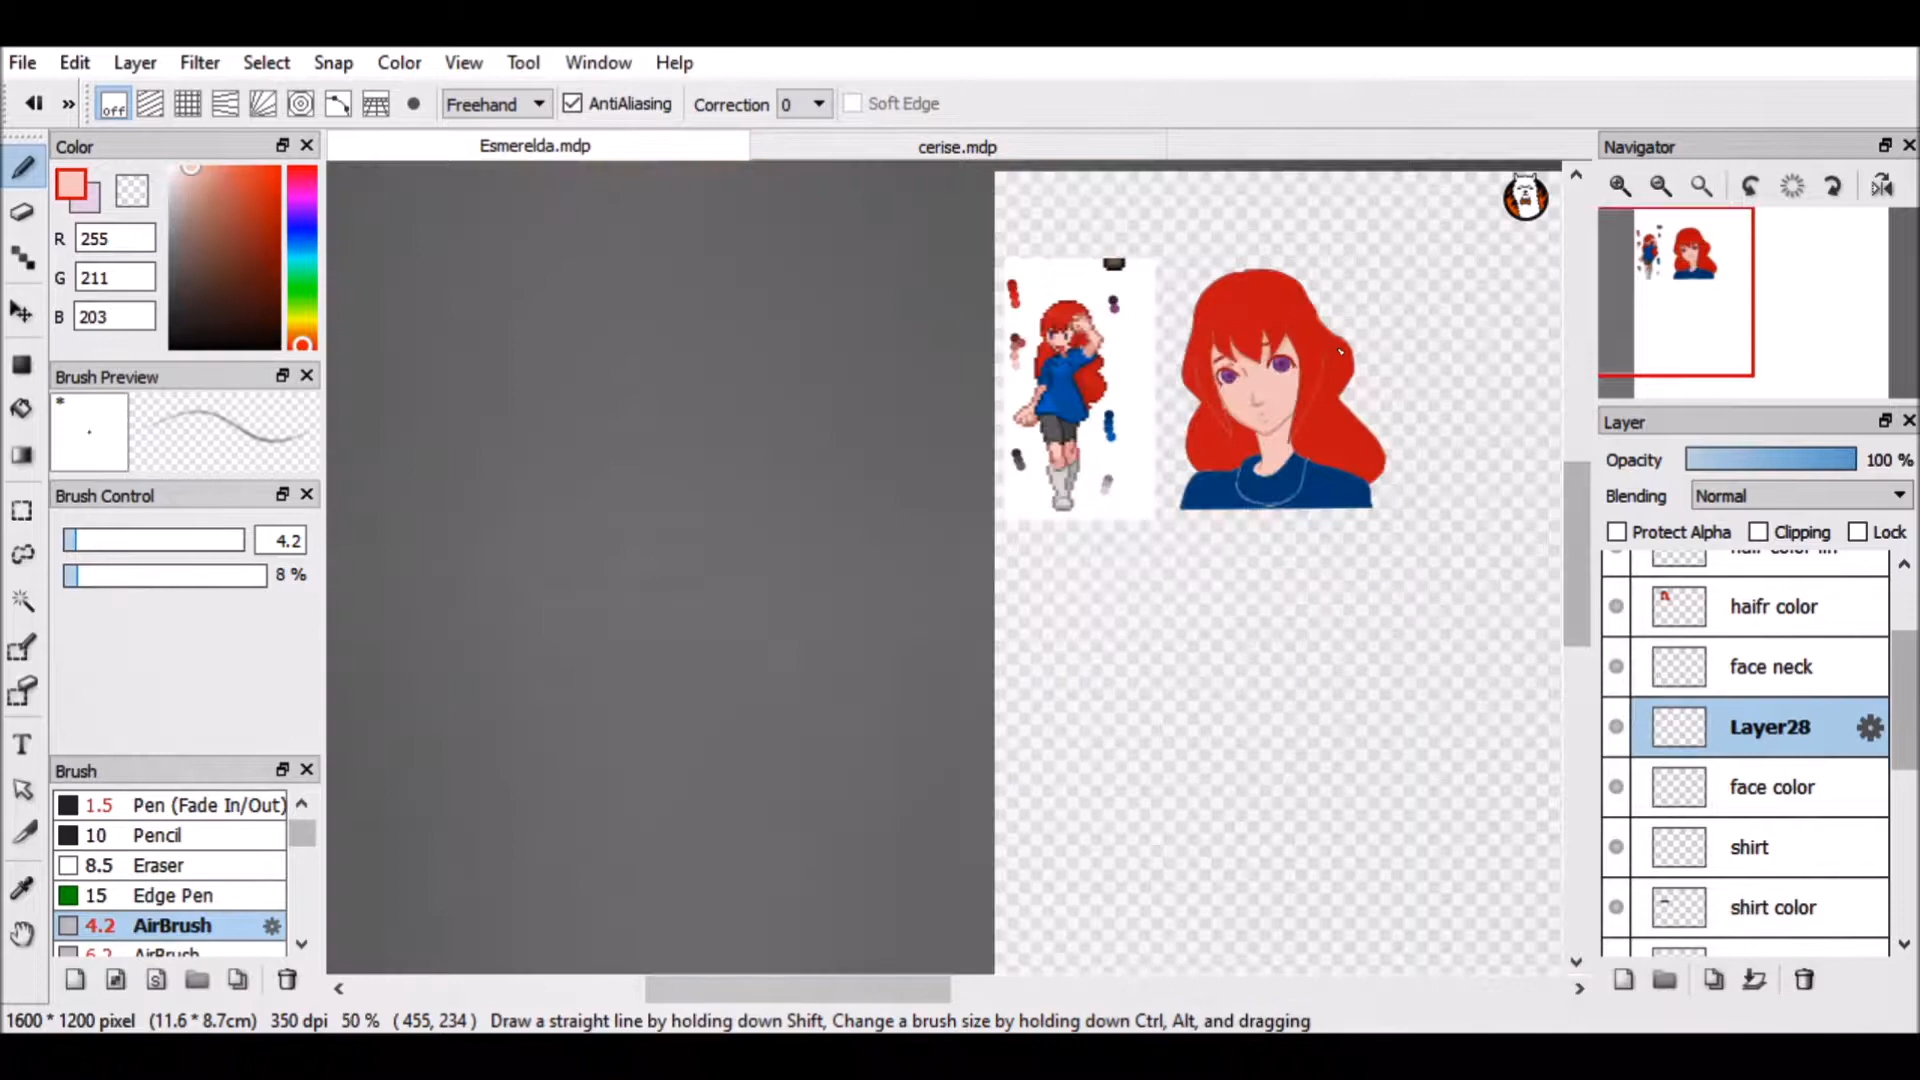 File Edit Layer Filter Select Snap Color View Tool Window Help
off Freehand AntiAliasing Correction 0 Soft Edge
Color
Esmerelda.mdp
cerise.mdp
Navigator
R 255
G 211
B 203
Brush Preview
*
Brush Control
4.2
8 %
Layer
Opacity 100 %
Blending Normal
Protect Alpha Clipping Lock
haifr color
face neck
Layer28
face color
shirt
shirt color
Brush
1.5 Pen (Fade In/Out)
10 Pencil
8.5 Eraser
15 Edge Pen
4.2 AirBrush
6.2 AirBrush
T
S
1600 * 1200 pixel (11.6 * 8.7cm) 350 dpi 50 % ( 455, 234 ) Draw a straight line by holding down Shift, Change a brush size by holding down Ctrl, Alt, and dragging